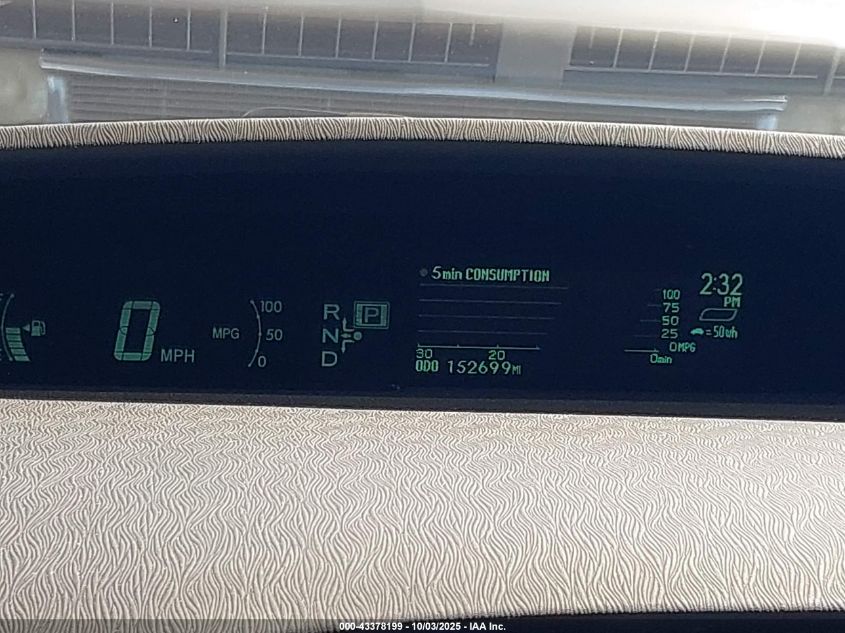 5min CONSUMPTION
100
75
50
25
0MPG
0min
30 20
ODO 152699MI
2:32
PM
=50wh
0 MPH
MPG
100
50
0
R
N
D
P
000-43378199 - 10/03/2025 - IAA Inc.